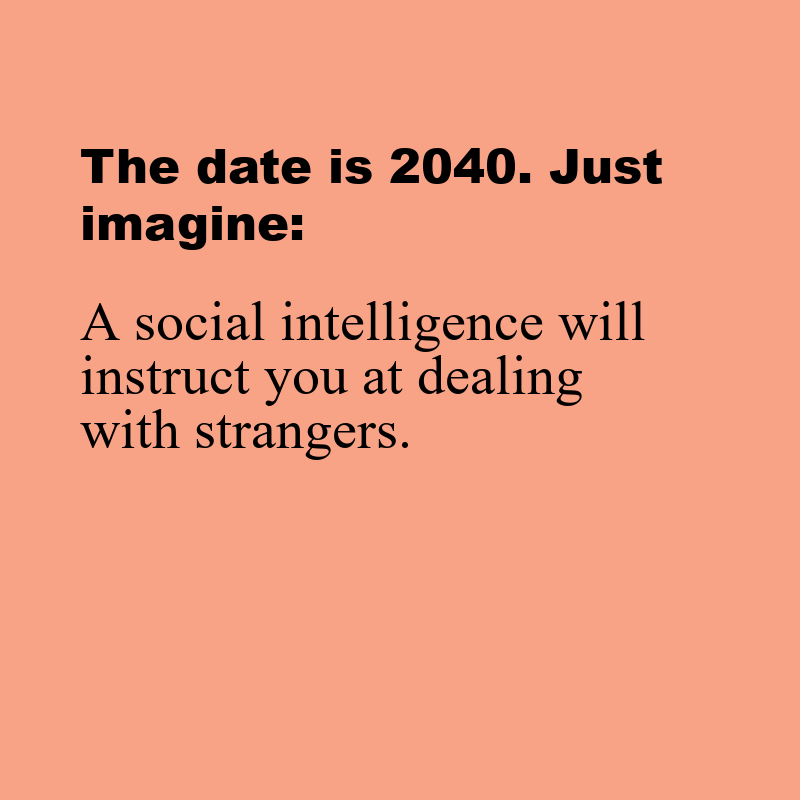 The date is 2040. Just
imagine:
A social intelligence will
instruct you at dealing
with strangers.